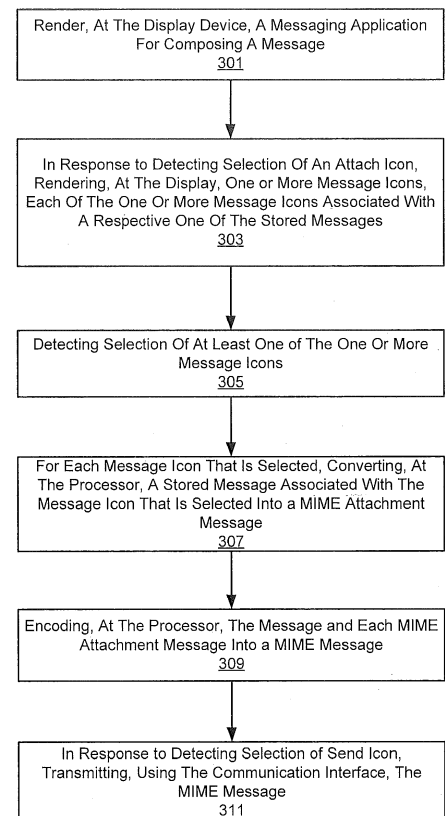 Render, At The Display Device, A Messaging Application
For Composing A Message
301
In Response to Detecting Selection Of An Attach Icon,
Rendering, At The Display, One or More Message Icons,
Each Of The One Or More Message Icons Associated With
A Respective One Of The Stored Messages
303
Detecting Selection Of At Least One of The One Or More
Message Icons
305
For Each Message Icon That Is Selected, Converting, At
The Processor, A Stored Message Associated With The
Message Icon That Is Selected Into a MIME Attachment
Message
307
Encoding, At The Processor, The Message and Each MIME
Attachment Message Into a MIME Message
309
In Response to Detecting Selection of Send Icon,
Transmitting, Using The Communication Interface, The
MIME Message
311